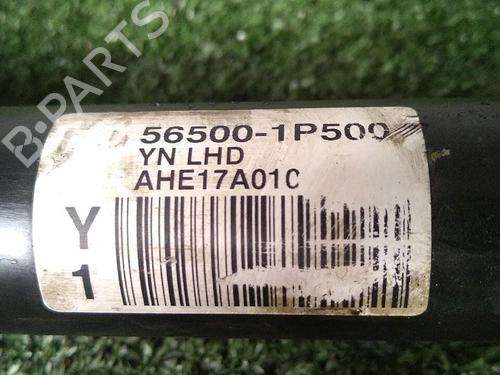 B-PARTS
56500-1P500
YN LHD
AHE17A01C
Y
1